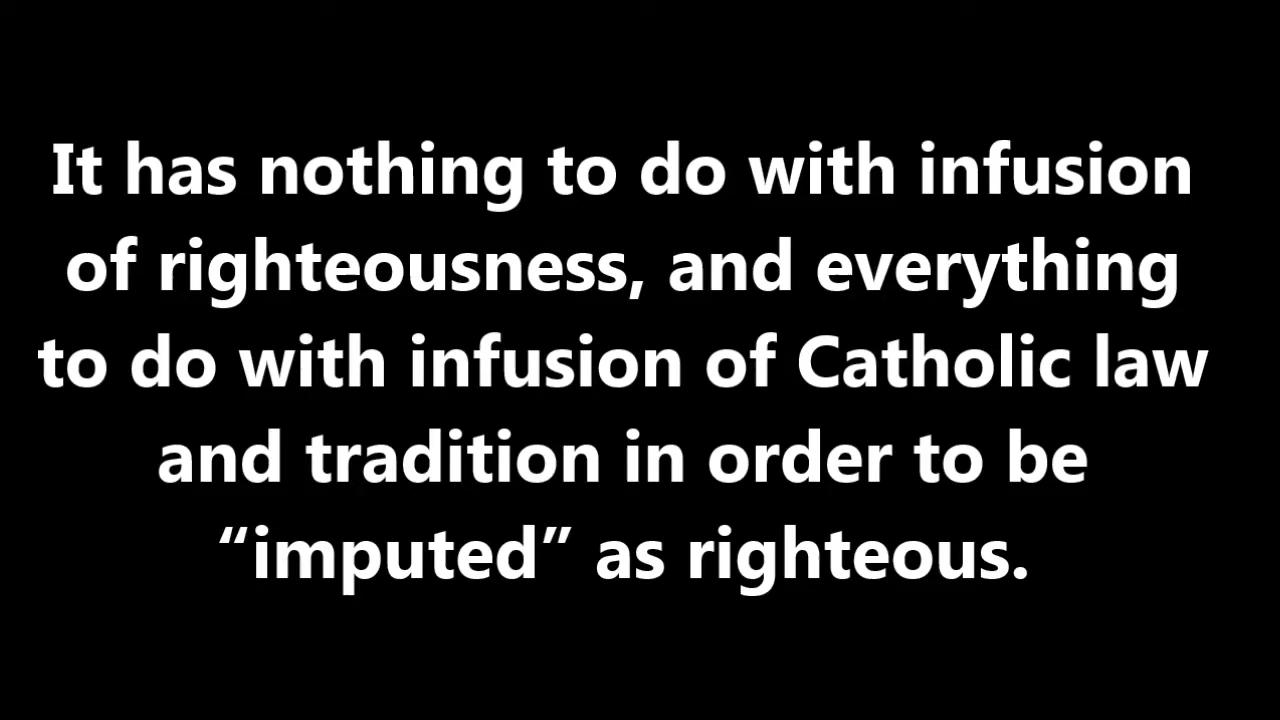 It has nothing to do with infusion
of righteousness, and everything
to do with infusion of Catholic law
and tradition in order to be
“imputed” as righteous.